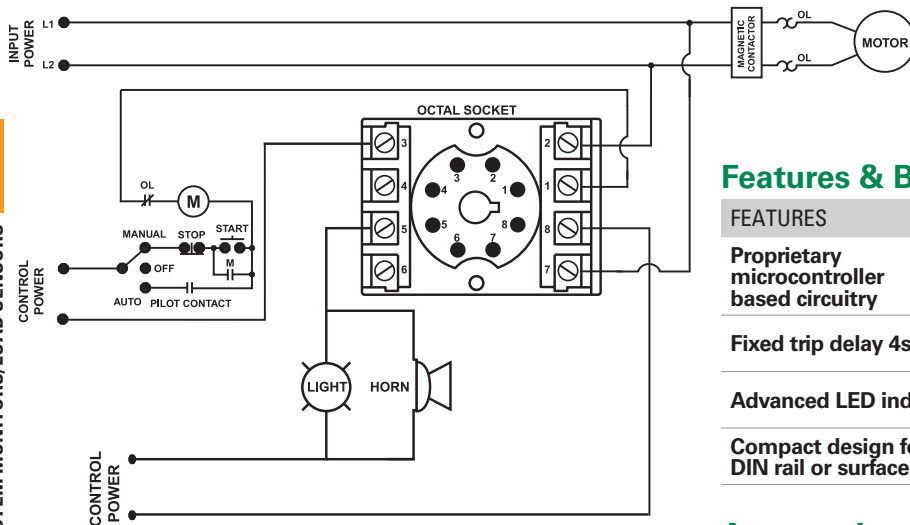 INPUT
POWER
L1
L2
MAGNETIC
CONTACTOR
OL
OL
MOTOR
OCTAL SOCKET
3
4
5
6
2
1
8
7
3
2
4
1
5
8
6
7
OL
M
MANUAL
STOP
START
OFF
M
AUTO
PILOT CONTACT
CONTROL
POWER
LIGHT
HORN
CONTROL
POWER
Features & B
FEATURES
Proprietary
microcontroller
based circuitry
Fixed trip delay 4s
Advanced LED ind
Compact design fo
DIN rail or surface
MONITORS/LOAD SENSORS